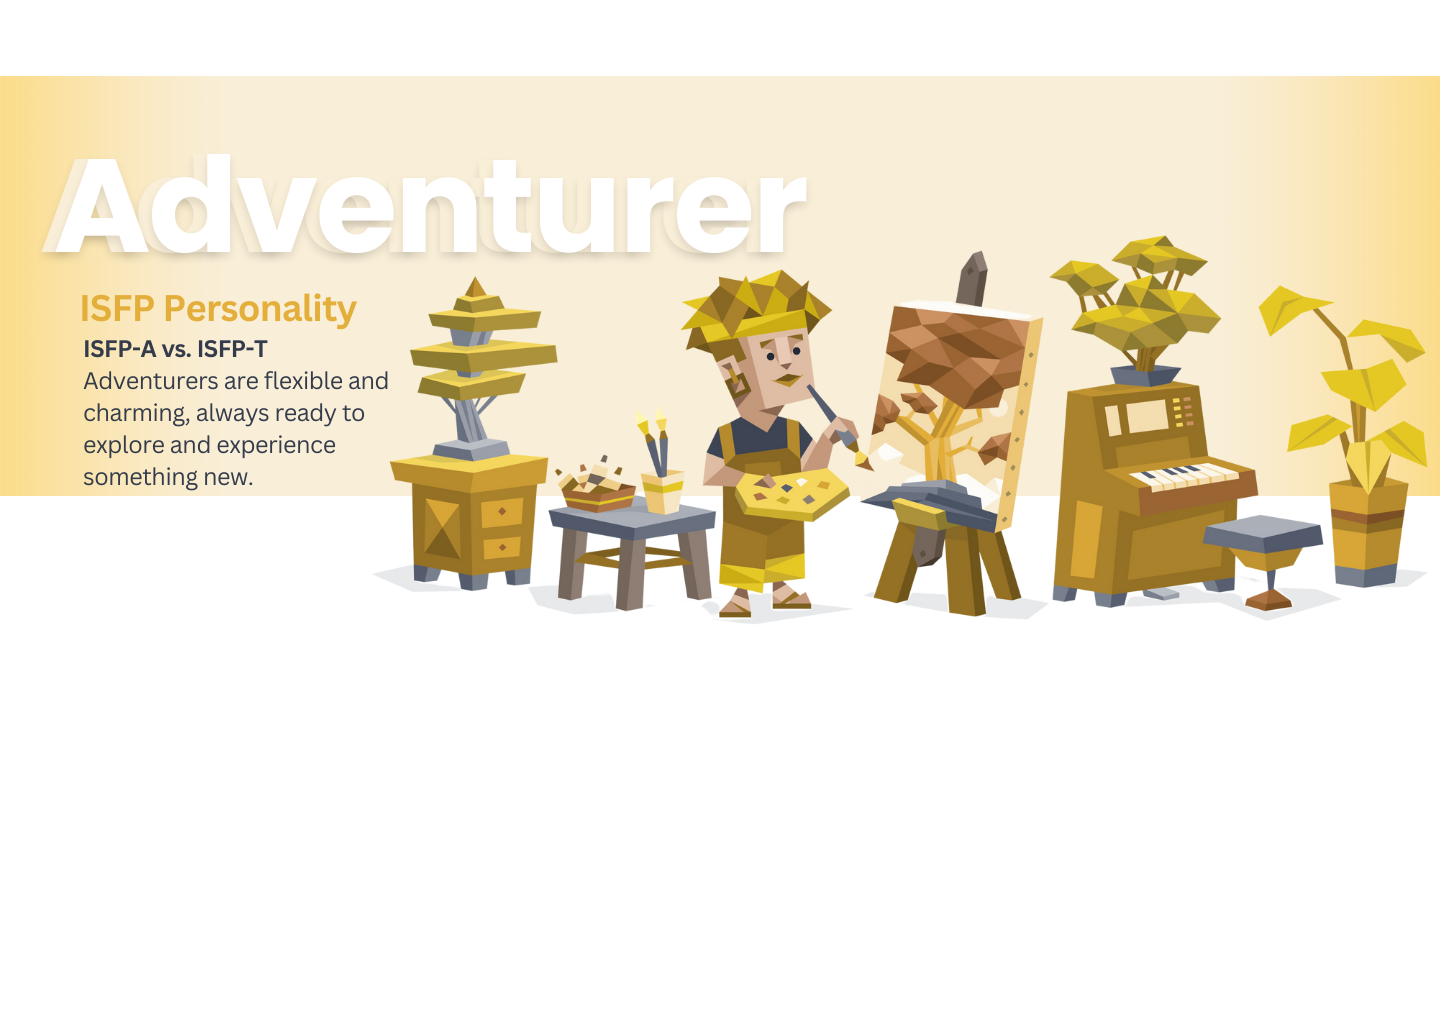 Adventurer
ISFP Personality
ISFP-A vs. ISFP-T
Adventurers are flexible and
charming, always ready to
explore and experience
something new.